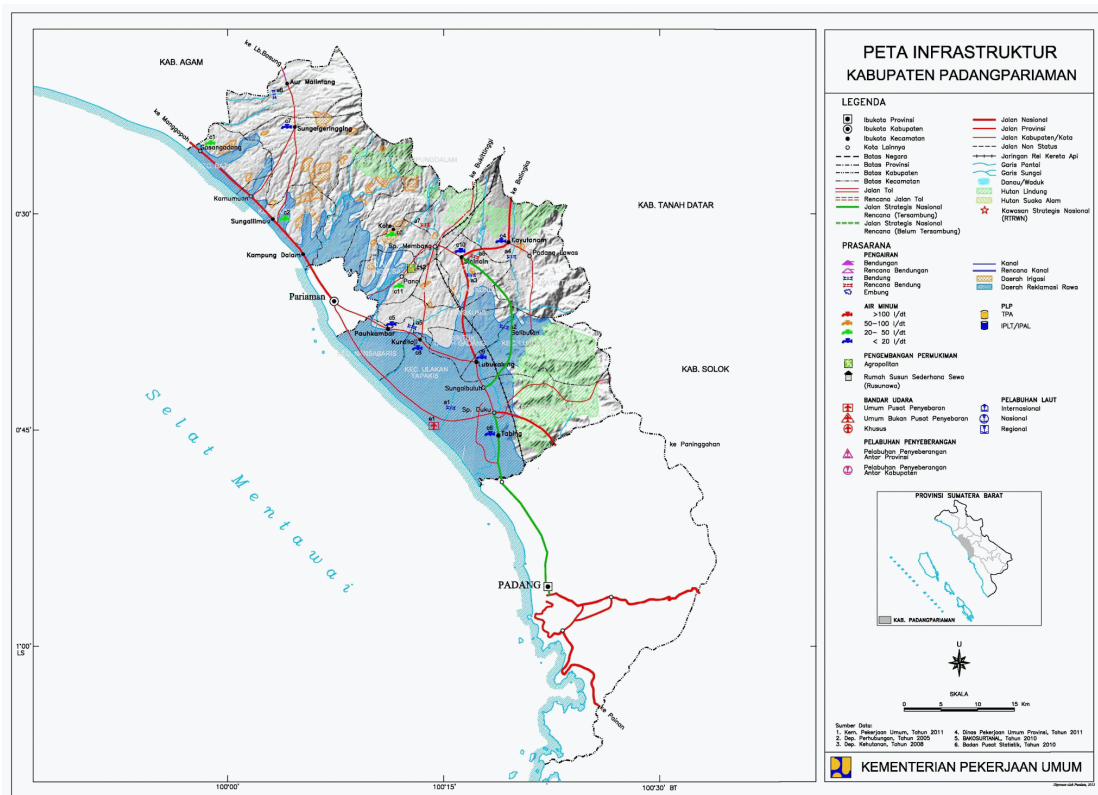 PETA INFRASTRUKTUR
KABUPATEN PADANGPARIAMAN
LEGENDA
Ibukota Provinsi
Ibukota Kabupaten
Ibukota Kecamatan
Kota Lainnya
Batas Negara
Batas Provinsi
Batas Kabupaten
Batas Kecamatan
Jalan Tol
Rencana Jalan Tol
Jalan Strategis Nasional
Rencana (Tersambung)
Jalan Strategis Nasional
Rencana (Belum Tersambung)
Jalan Nasional
Jalan Provinsi
Jalan Kabupaten/Kota
Jalan Non Status
Jaringan Rel Kereta Api
Garis Pantai
Garis Sungai
Danau/Waduk
Hutan Lindung
Hutan Suaka Alam
Kawasan Strategis Nasional
(RTRWN)
PRASARANA
PENGAIRAN
Bendungan
Rencana Bendungan
Bendung
Rencana Bendung
Embung
Kanal
Rencana Kanal
Daerah Irigasi
Daerah Reklamasi Rawa
AIR MINUM
>100 l/dt
50-100 l/dt
20- 50 l/dt
< 20 l/dt
PLP
TPA
IPLT/IPAL
PENGEMBANGAN PERMUKIMAN
Agropolitan
Rumah Susun Sederhana Sewa
(Rusunawa)
BANDAR UDARA
Umum Pusat Penyebaran
Umum Bukan Pusat Penyebaran
Khusus
PELABUHAN LAUT
Internasional
Nasional
Regional
PELABUHAN PENYEBERANGAN
Pelabuhan Penyebergan
Antar Provinsi
Pelabuhan Penyebergan
Antar Kabupaten
PROVINSI SUMATERA BARAT
KAB. PADANGPARIAMAN
U
SKALA
0 5 10 15 Km
Sumber Data:
1. Kem. Pekerjaan Umum, Tahun 2011
2. Dep. Perhubungan, Tahun 2005
3. Dep. Kehutanan, Tahun 2008
4. Dinas Pekerjaan Umum Provinsi, Tahun 2011
5. BAKOSURTANAL, Tahun 2010
6. Badan Pusat Statistik, Tahun 2010
KEMENTERIAN PEKERJAAN UMUM
KAB. AGAM
ke Lb.Basung
Aur Malintang
ke Manggopoh
Sungaigeringging
Gasangadang
KAB. TANAH DATAR
ke Bukittinggi
ke Batingka
Kamumuan
Sungailimau
Kampung Dalam
Koto
Sp. Membang
Kayutanam
Padang Lawas
Sicincin
Panol
Pariaman
Pauhkambar
Kurditaji
Salibutan
Lubukalung
KEC. NANSABARIS
KEC. ULAKAN
TAPAKIS
KAB. SOLOK
Sungaibuluh
Sp. Duku
Tabing
ke Paninggahan
Selat Mentawai
PADANG
ke Painan
0°30'
0°45'
1°00'
LS
100°00'
100°15'
100°30' BT